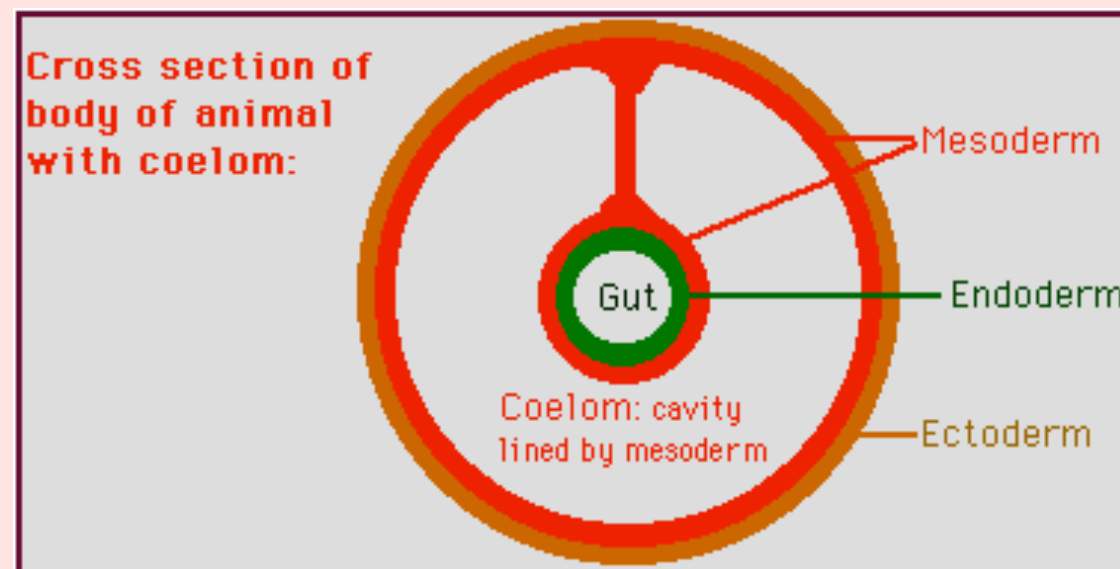 Cross section of
body of animal
with coelom:
Mesoderm
Gut
Endoderm
Coelom: cavity
lined by mesoderm
Ectoderm